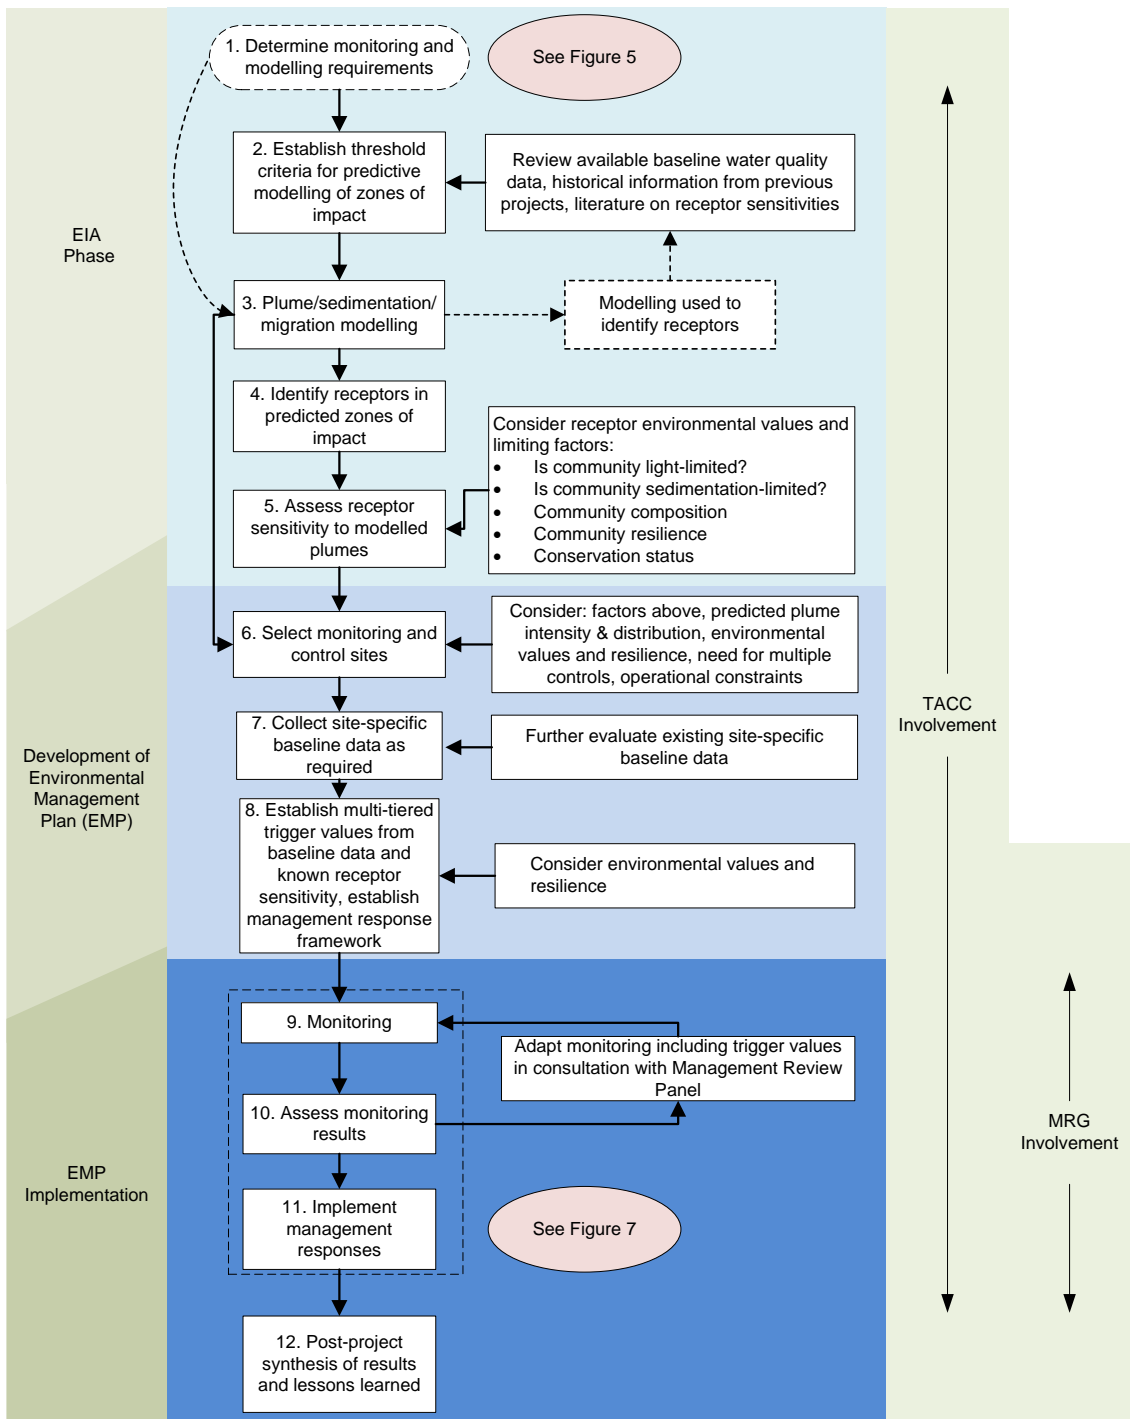 1. Determine monitoring and
modelling requirements
See Figure 5
2. Establish threshold
criteria for predictive
modelling of zones of
impact
Review available baseline water quality
data, historical information from previous
projects, literature on receptor sensitivities
EIA
Phase
3. Plume/sedimentation/
migration modelling
Modelling used to
identify receptors
4. Identify receptors in
predicted zones of
impact
Consider receptor environmental values and
limiting factors:
• Is community light-limited?
• Is community sedimentation-limited?
• Community composition
• Community resilience
• Conservation status
5. Assess receptor
sensitivity to modelled
plumes
6. Select monitoring and
control sites
Consider: factors above, predicted plume
intensity & distribution, environmental
values and resilience, need for multiple
controls, operational constraints
TACC
Involvement
7. Collect site-specific
baseline data as
required
Further evaluate existing site-specific
baseline data
Development of
Environmental
Management
Plan (EMP)
8. Establish multi-tiered
trigger values from
baseline data and
known receptor
sensitivity, establish
management response
framework
Consider environmental values and
resilience
9. Monitoring
Adapt monitoring including trigger values
in consultation with Management Review
Panel
10. Assess monitoring
results
MRG
Involvement
EMP
Implementation
11. Implement
management
responses
See Figure 7
12. Post-project
synthesis of results
and lessons learned